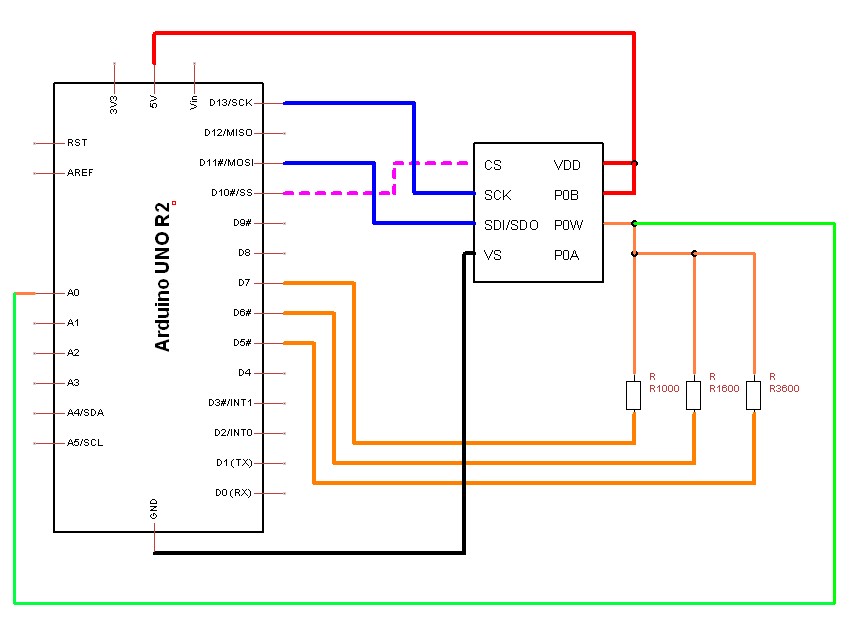 3V3
5V
Vin
RST
AREF
A0
A1
A2
A3
A4/SDA
A5/SCL
GND
Arduino UNO R2
D13/SCK
D12/MISO
D11#/MOSI
D10#/SS
D9#
D8
D7
D6#
D5#
D4
D3#/INT1
D2/INT0
D1(TX)
D0(RX)
CS VDD
SCK P0B
SDI/SDO P0W
VS P0A
R
R1000
R
R1600
R
R3600